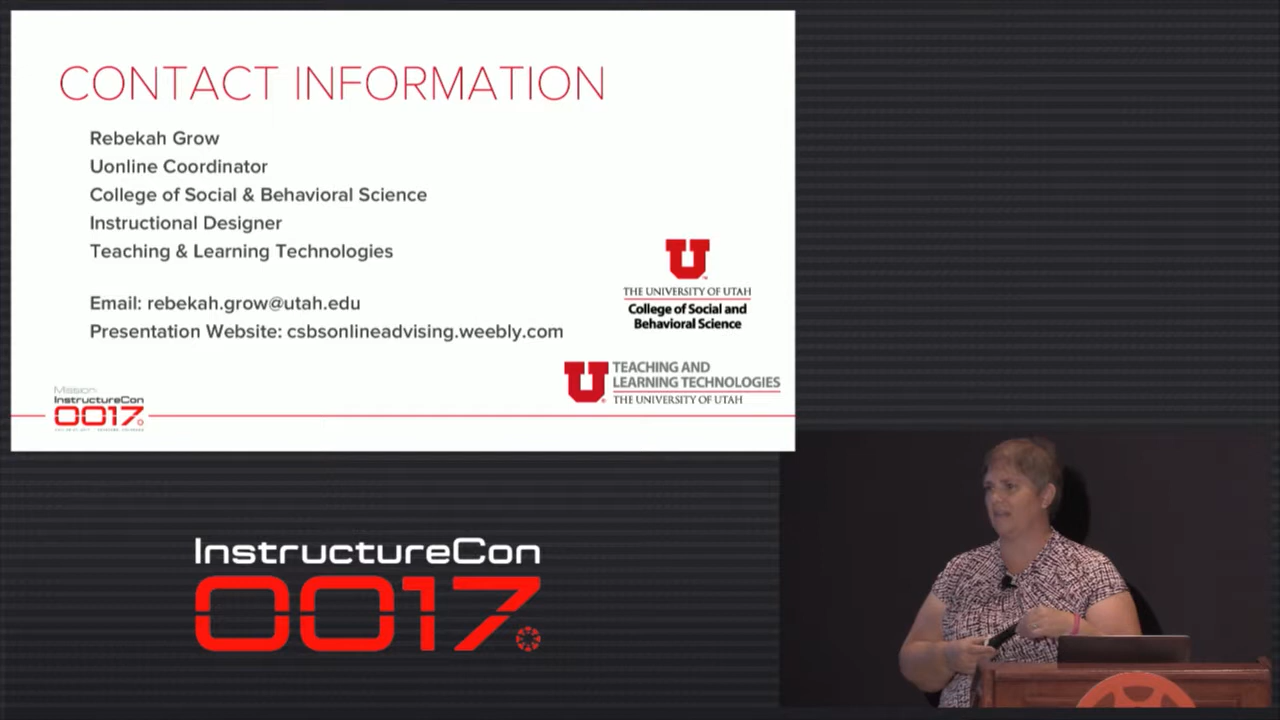 CONTACT INFORMATION
Rebekah Grow
Uonline Coordinator
College of Social & Behavioral Science
Instructional Designer
Teaching & Learning Technologies
Email: rebekah.grow@utah.edu
Presentation Website: csbsonlineadvising.weebly.com
THE UNIVERSITY OF UTAH
College of Social and
Behavioral Science
TEACHING AND
LEARNING TECHNOLOGIES
THE UNIVERSITY OF UTAH
Mission:
InstructureCon
0017
InstructureCon
0017